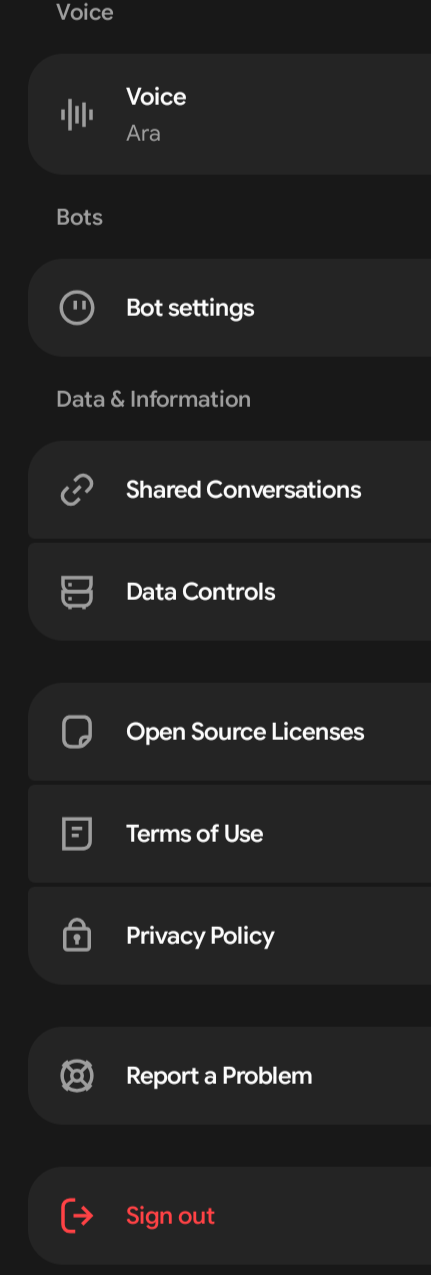 Voice
Voice
Ara
Bots
Bot settings
Data & Information
Shared Conversations
Data Controls
Open Source Licenses
Terms of Use
Privacy Policy
Report a Problem
Sign out